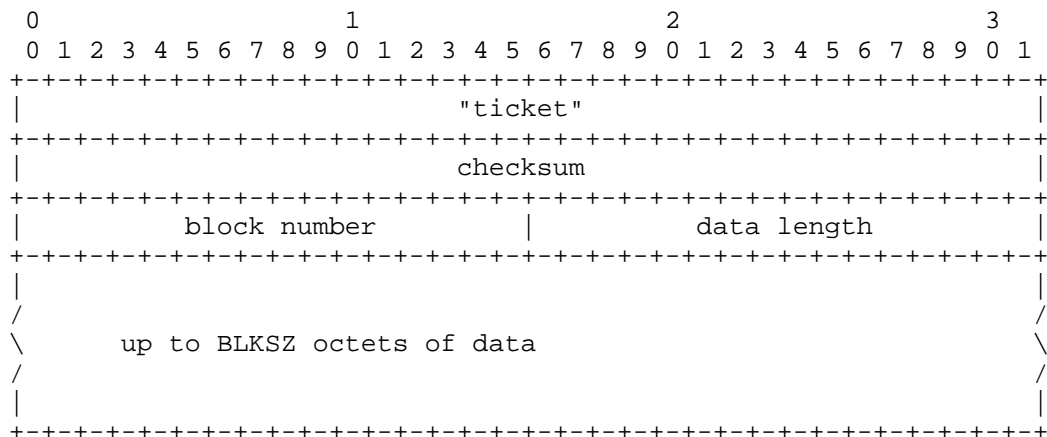 0                   1                   2                   3
 0 1 2 3 4 5 6 7 8 9 0 1 2 3 4 5 6 7 8 9 0 1 2 3 4 5 6 7 8 9 0 1
+-+-+-+-+-+-+-+-+-+-+-+-+-+-+-+-+-+-+-+-+-+-+-+-+-+-+-+-+-+-+-+-+
|                           "ticket"                            |
+-+-+-+-+-+-+-+-+-+-+-+-+-+-+-+-+-+-+-+-+-+-+-+-+-+-+-+-+-+-+-+-+
|                           checksum                            |
+-+-+-+-+-+-+-+-+-+-+-+-+-+-+-+-+-+-+-+-+-+-+-+-+-+-+-+-+-+-+-+-+
|          block number         |          data length          |
+-+-+-+-+-+-+-+-+-+-+-+-+-+-+-+-+-+-+-+-+-+-+-+-+-+-+-+-+-+-+-+-+
|                                                               |
/                                                               /
\      up to BLKSZ octets of data                               \
/                                                               /
|                                                               |
+-+-+-+-+-+-+-+-+-+-+-+-+-+-+-+-+-+-+-+-+-+-+-+-+-+-+-+-+-+-+-+-+